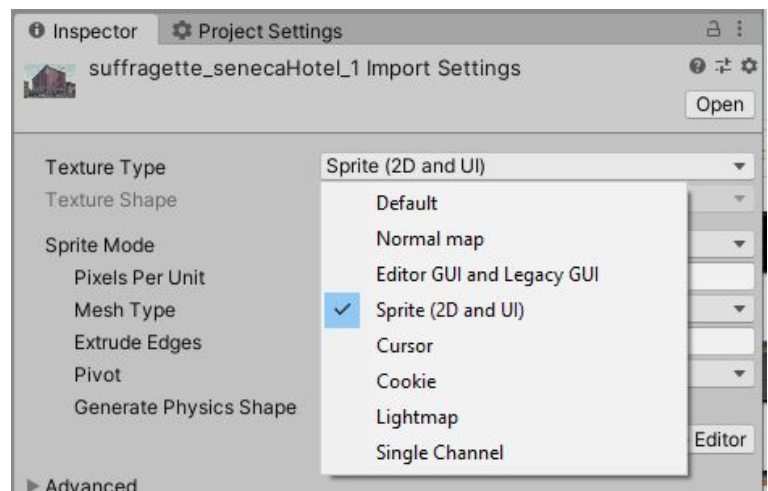 Inspector Project Settings
suffragette_senecaHotel_1 Import Settings
Open
Texture Type Sprite (2D and UI)
Texture Shape
Default
Sprite Mode
Normal map
Pixels Per Unit
Editor GUI and Legacy GUI
Mesh Type
Sprite (2D and UI)
Extrude Edges
Cursor
Pivot
Cookie
Generate Physics Shape
Lightmap
Editor
Single Channel
Advanced